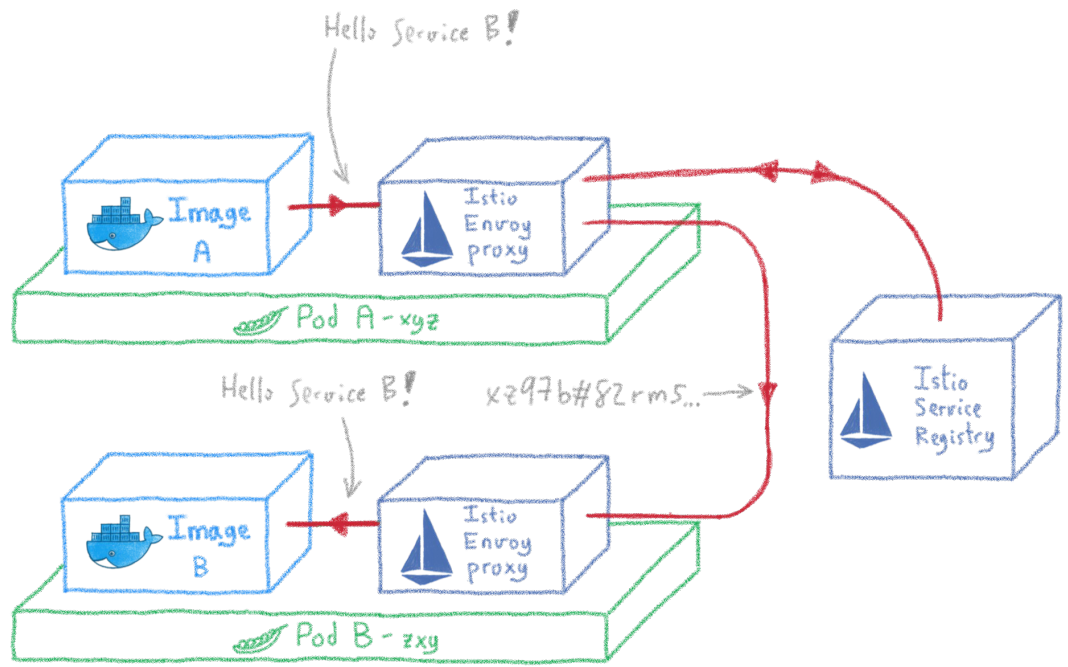 Hello Service B!
Image
A
Istio
Envoy
proxy
Pod A-xyz
Istio
Service
Registry
Hello Service B!
xz97b#82rm5...
Image
B
Istio
Envoy
proxy
Pod B-zxy